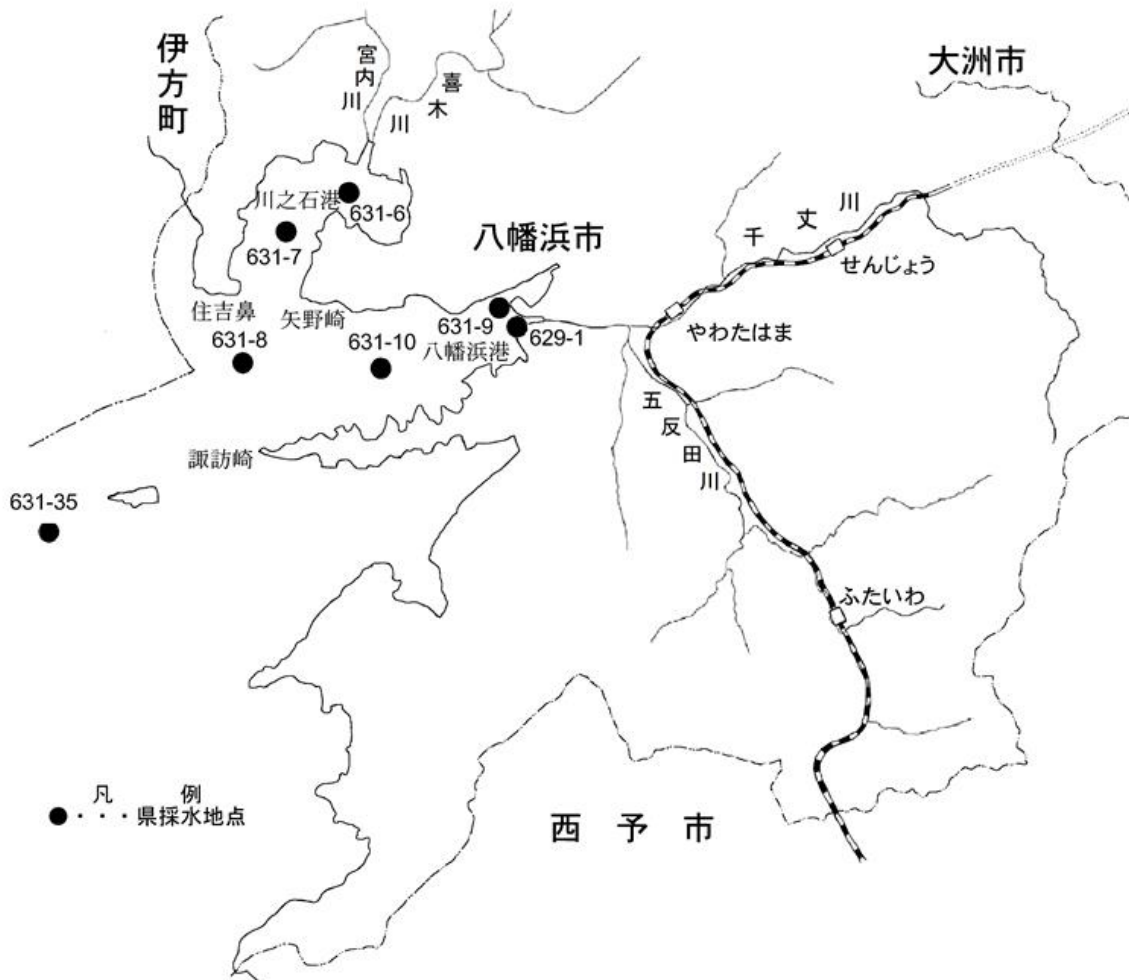 伊方町
宮内川
喜木川
大洲市
川之石港
631-6
631-7
八幡浜市
千丈川
せんじょう
住吉鼻
矢野崎
631-9
629-1
やわたはま
631-8
631-10
八幡浜港
五反田川
諏訪崎
631-35
ふたいわ
凡　例
●・・・県採水地点
西予市